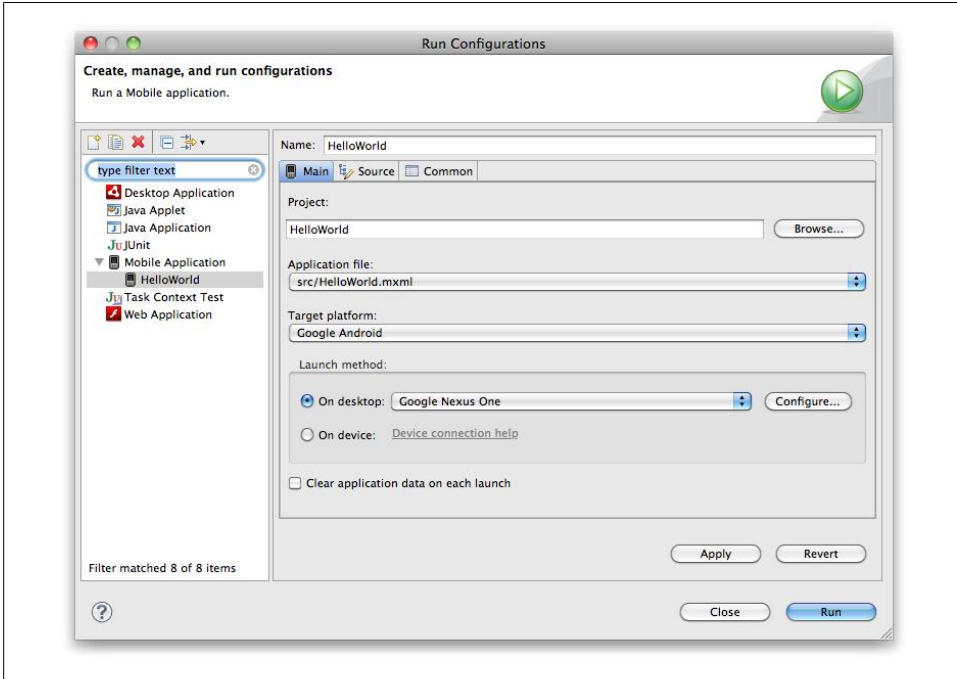 Run Configurations
Create, manage, and run configurations
Run a Mobile application.
type filter text
Desktop Application
Java Applet
Java Application
JUnit
Mobile Application
HelloWorld
Task Context Test
Web Application
Filter matched 8 of 8 items
Name: HelloWorld
Main Source Common
Project:
HelloWorld Browse...
Application file:
src/HelloWorld.mxml
Target platform:
Google Android
Launch method:
On desktop: Google Nexus One Configure...
On device: Device connection help
Clear application data on each launch
Apply Revert
? Close Run